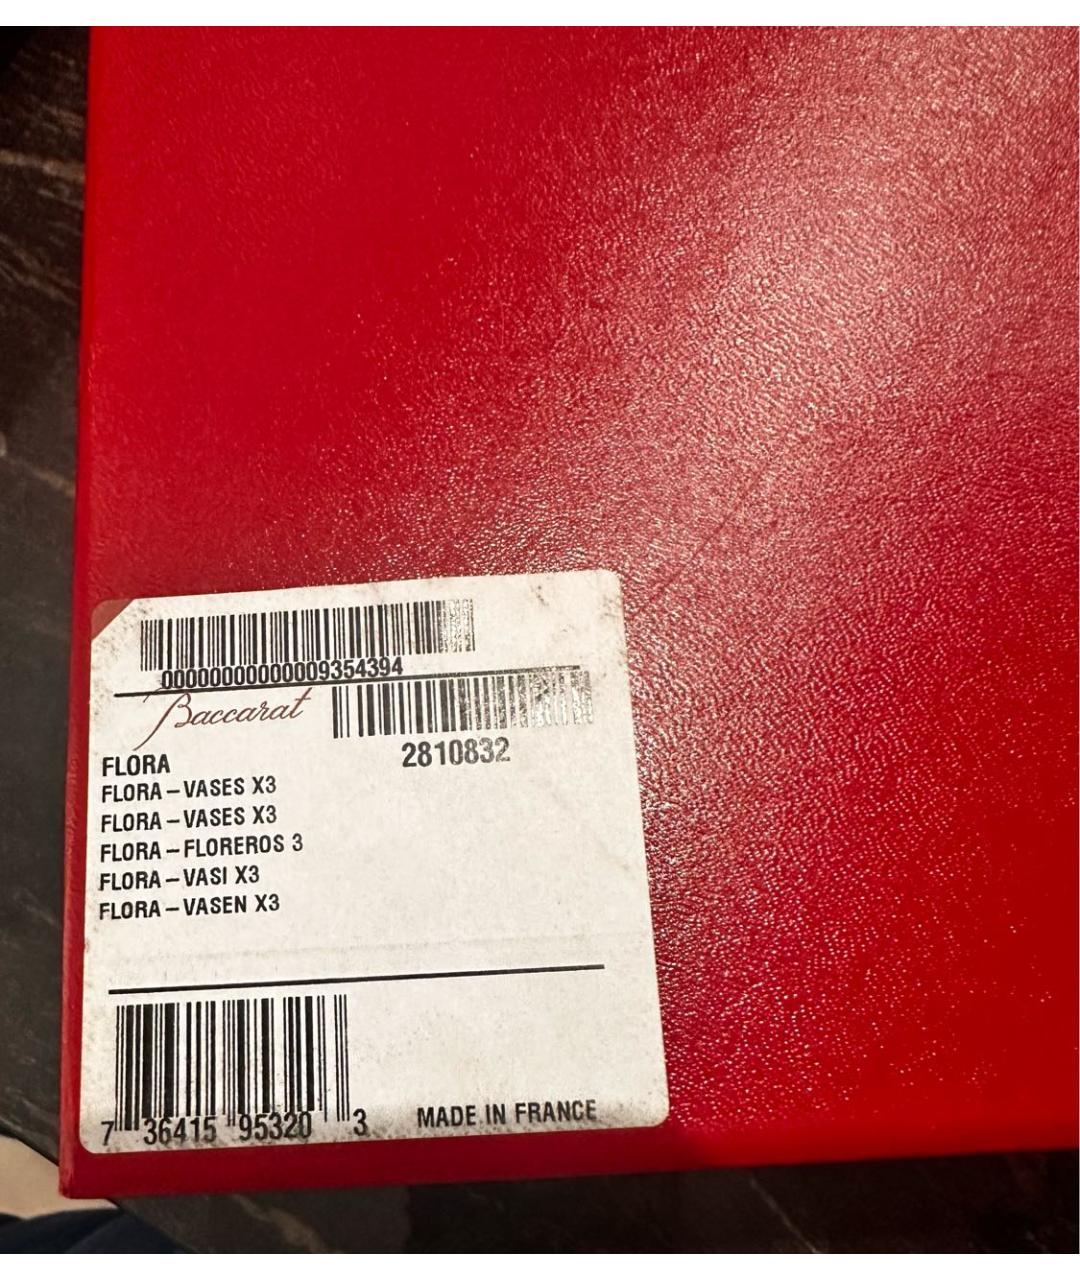 00000000000009354394
Baccarat
2810832
FLORA
FLORA – VASES X3
FLORA – VASES X3
FLORA – FLOREROS 3
FLORA – VASI X3
FLORA – VASEN X3
7 36415 95320 3
MADE IN FRANCE